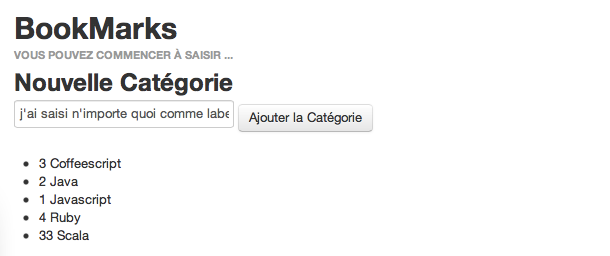 BookMarks
VOUS POUVEZ COMMENCER À SAISIR ...
Nouvelle Catégorie
j'ai saisi n'importe quoi comme labe
Ajouter la Catégorie
3 Coffeescript
2 Java
1 Javascript
4 Ruby
33 Scala